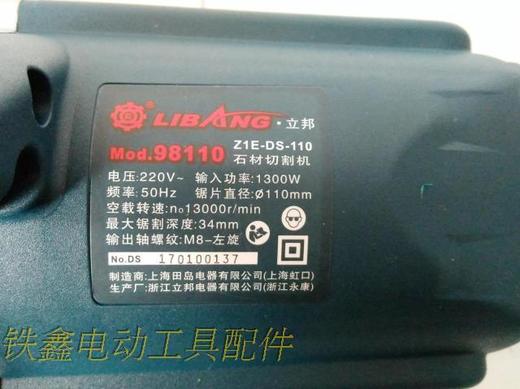 LIBANG · 立邦
Mod.98110 Z1E-DS-110 石材切割机
电压:220V~ 输入功率:1300W
频率:50Hz 锯片直径:Ø110mm
空载转速:n₀13000r/min
最大锯割深度:34mm
输出轴螺纹:M8-左旋
No.DS 170100137
制造商:上海田岛电器有限公司(上海虹口)
生产厂:浙江立邦电器有限公司(浙江永康)
铁鑫电动工具配件